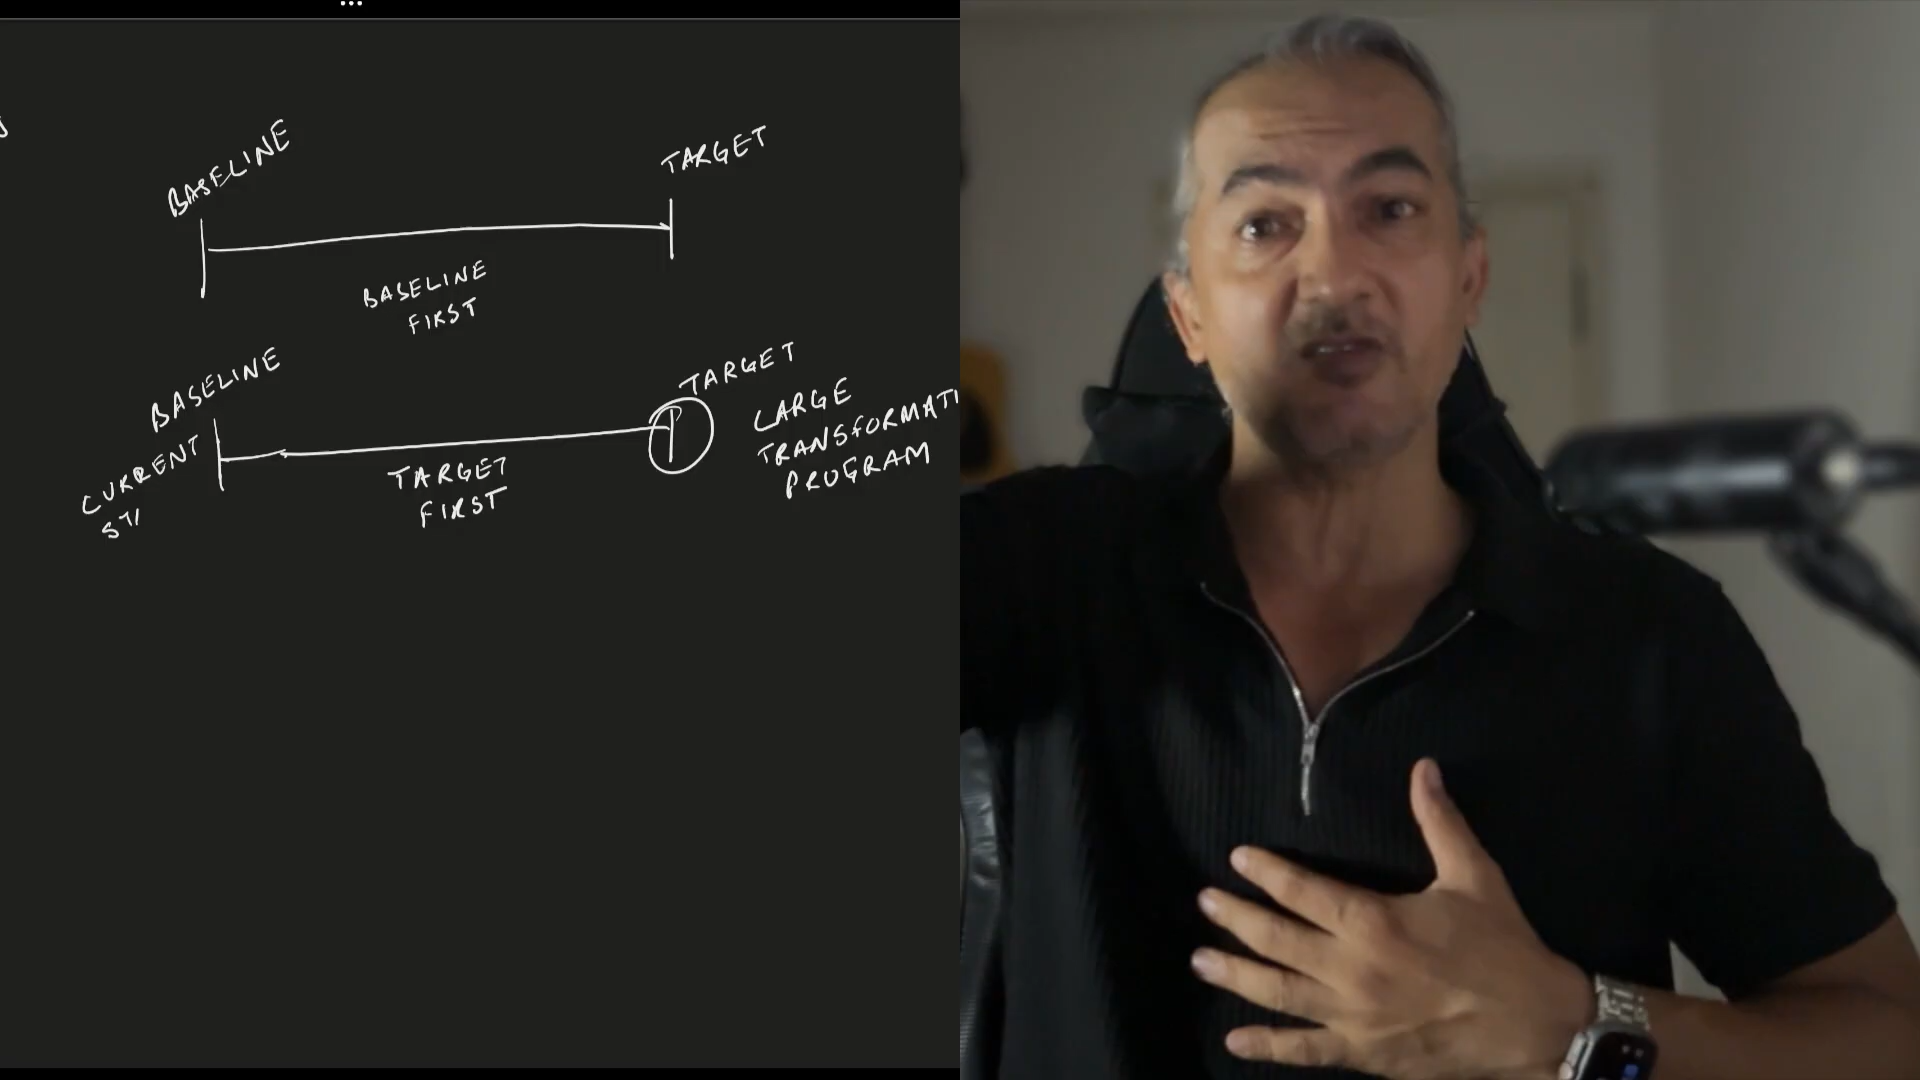 BASELINE
TARGET
BASELINE
FIRST
BASELINE
TARGET
CURRENT
LARGE
TRANSFORMATI
PROGRAM
TARGET
FIRST